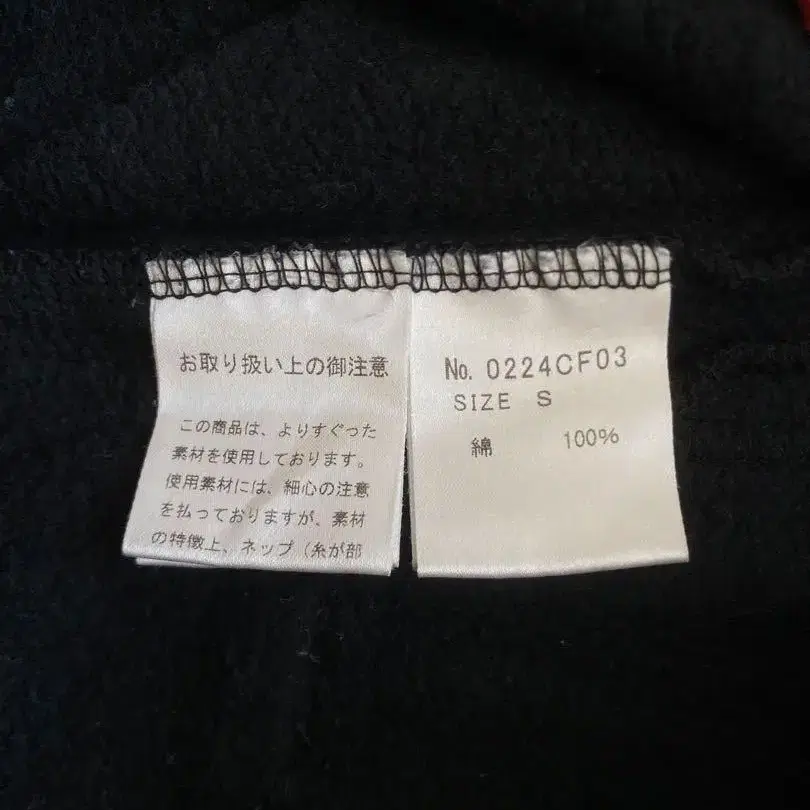 お取り扱い上の御注意
この商品は、よりすぐった
素材を使用しております。
使用素材には、細心の注意
を払っておりますが、素材
の特徴上、ネップ（糸が部
No. 0224CF03
SIZE S
綿 100%